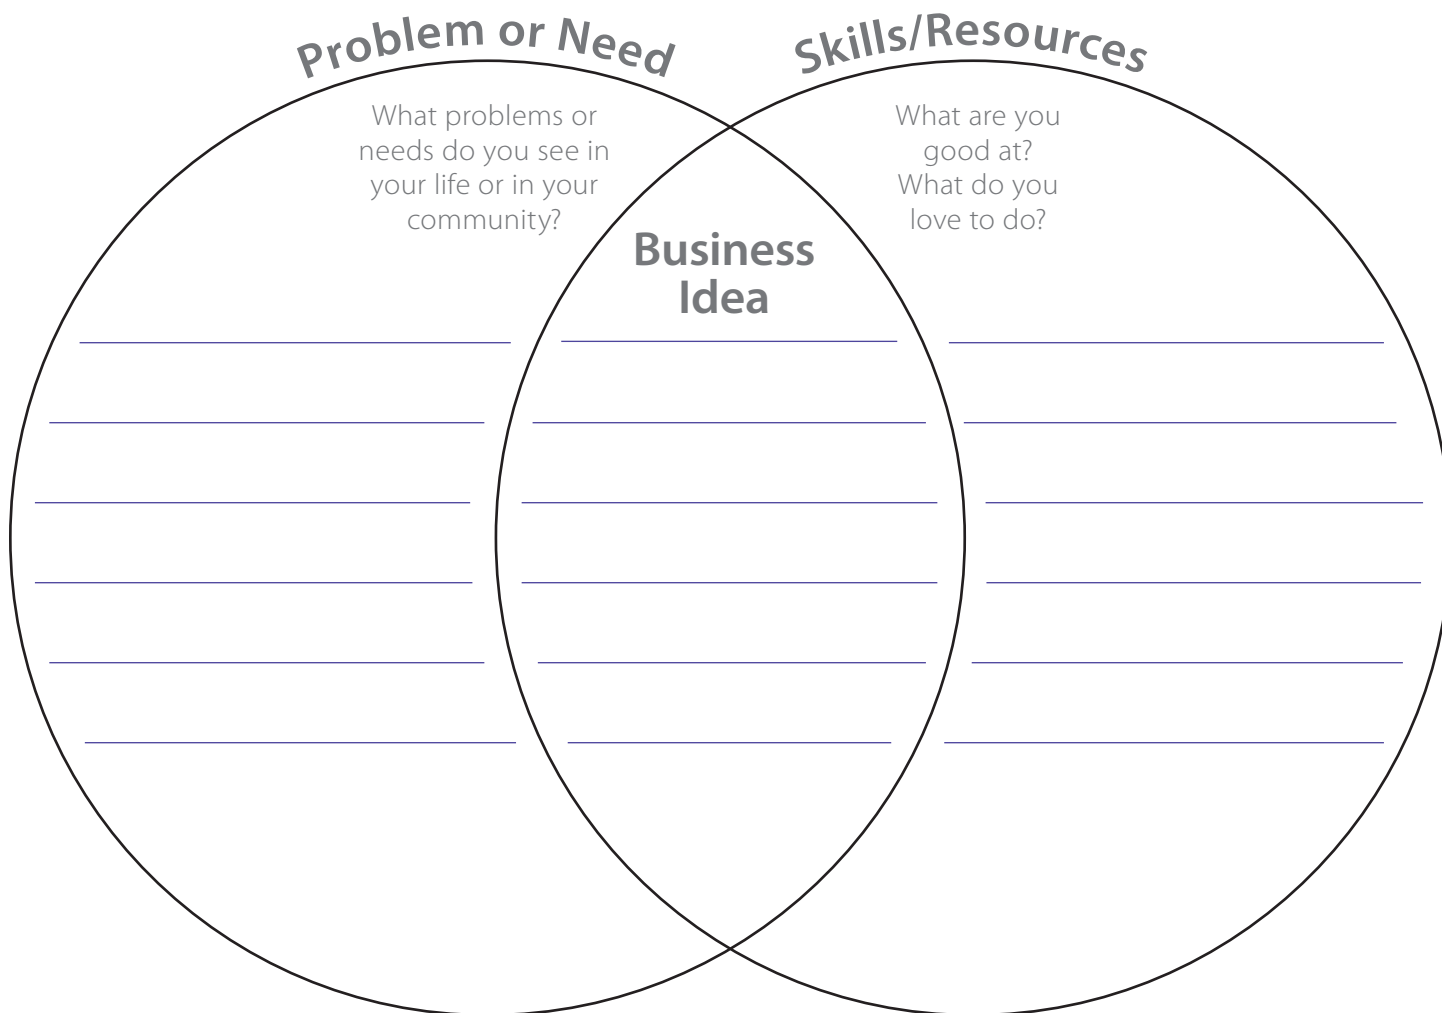 Problem or Need
Skills/Resources
What problems or
needs do you see in
your life or in your
community?
What are you
good at?
What do you
love to do?
Business
Idea